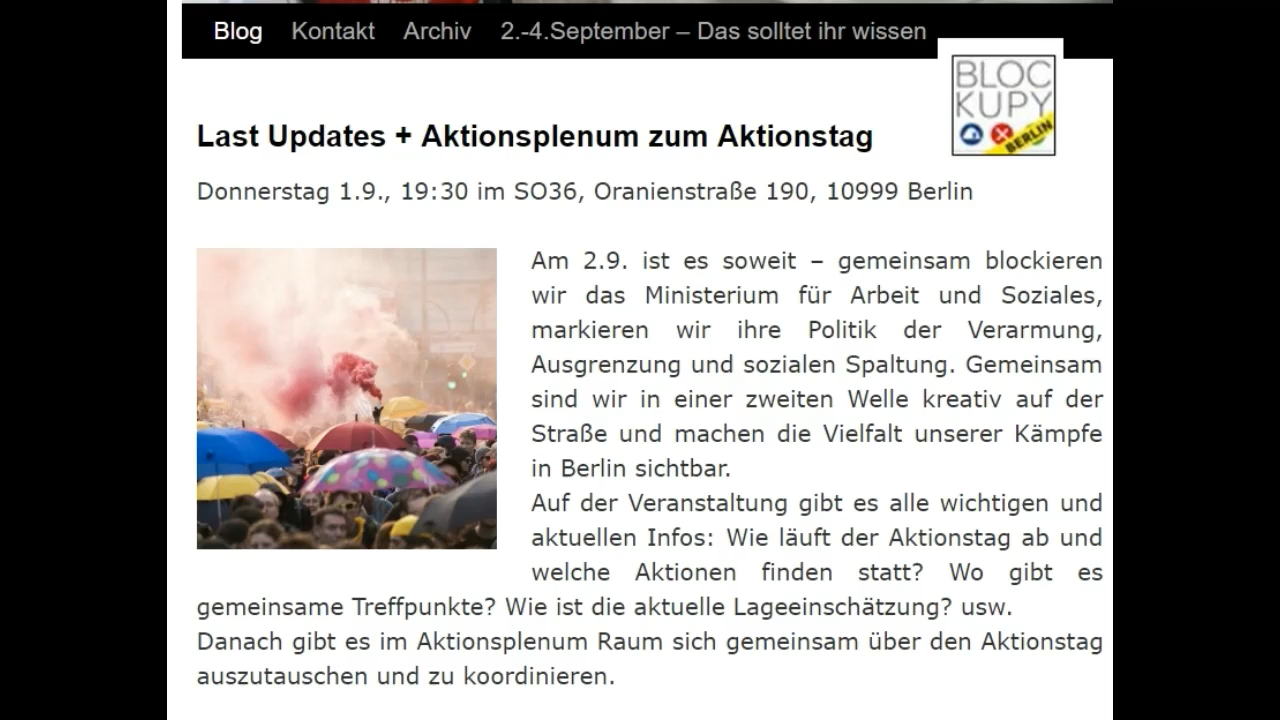 Blog Kontakt Archiv 2.-4.September – Das solltet ihr wissen
BLOC
KUPY
BERLIN
Last Updates + Aktionsplenum zum Aktionstag
Donnerstag 1.9., 19:30 im SO36, Oranienstraße 190, 10999 Berlin
Am 2.9. ist es soweit – gemeinsam blockieren
wir das Ministerium für Arbeit und Soziales,
markieren wir ihre Politik der Verarmung,
Ausgrenzung und sozialen Spaltung. Gemeinsam
sind wir in einer zweiten Welle kreativ auf der
Straße und machen die Vielfalt unserer Kämpfe
in Berlin sichtbar.
Auf der Veranstaltung gibt es alle wichtigen und
aktuellen Infos: Wie läuft der Aktionstag ab und
welche Aktionen finden statt? Wo gibt es
gemeinsame Treffpunkte? Wie ist die aktuelle Lageeinschätzung? usw.
Danach gibt es im Aktionsplenum Raum sich gemeinsam über den Aktionstag
auszutauschen und zu koordinieren.